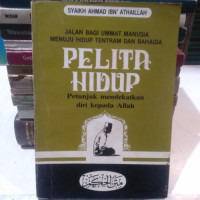 SYAIKH AHMAD IBN' ATHAILLAH
JALAN BAGI UMMAT MANUSIA
MENUJU HIDUP TENTRAM DAN BAHAGIA
PELITA
HIDUP
Petunjuk mendekatkan
diri kepada Allah